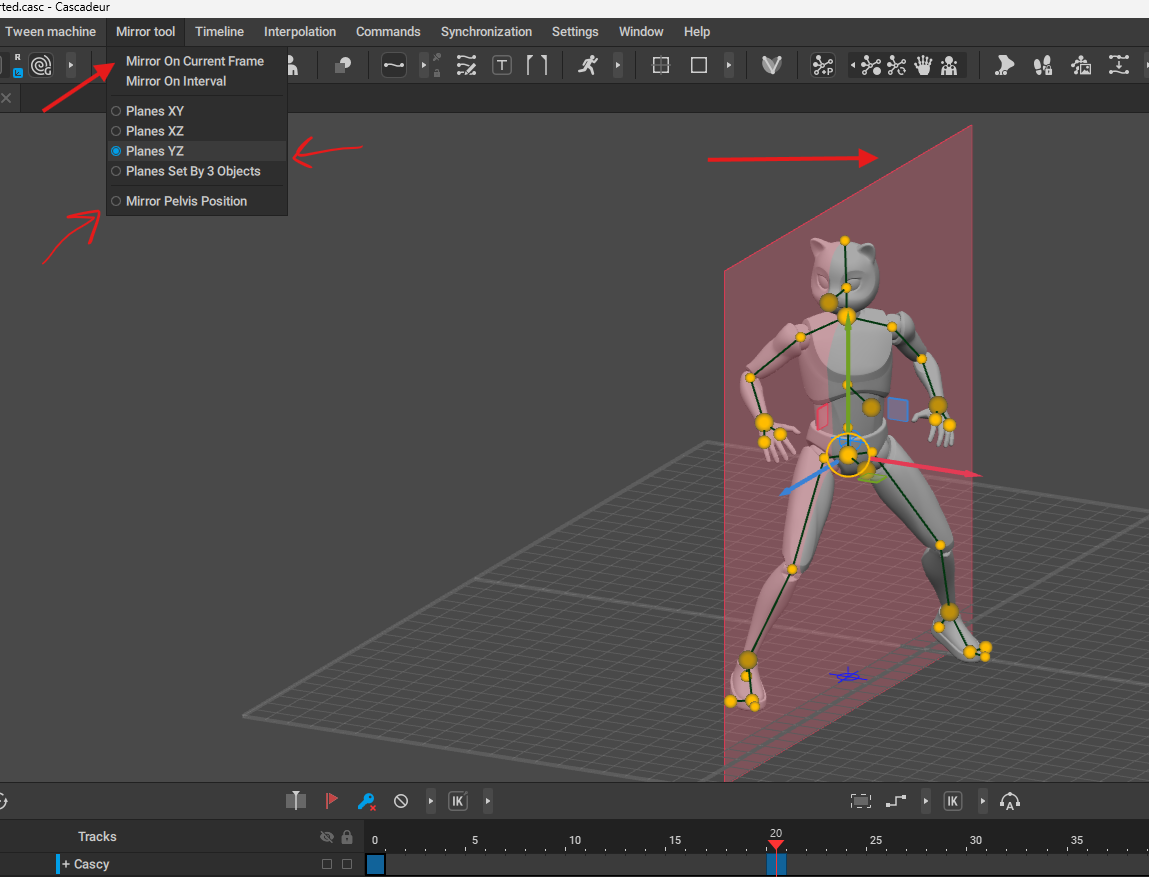 rted.casc - Cascadeur
Tween machine Mirror tool Timeline Interpolation Commands Synchronization Settings Window Help
R
L
T
P
Mirror On Current Frame
Mirror On Interval
Planes XY
Planes XZ
Planes YZ
Planes Set By 3 Objects
Mirror Pelvis Position
IK IK A
Tracks 0 5 10 15 20 25 30 35
+ Cascy